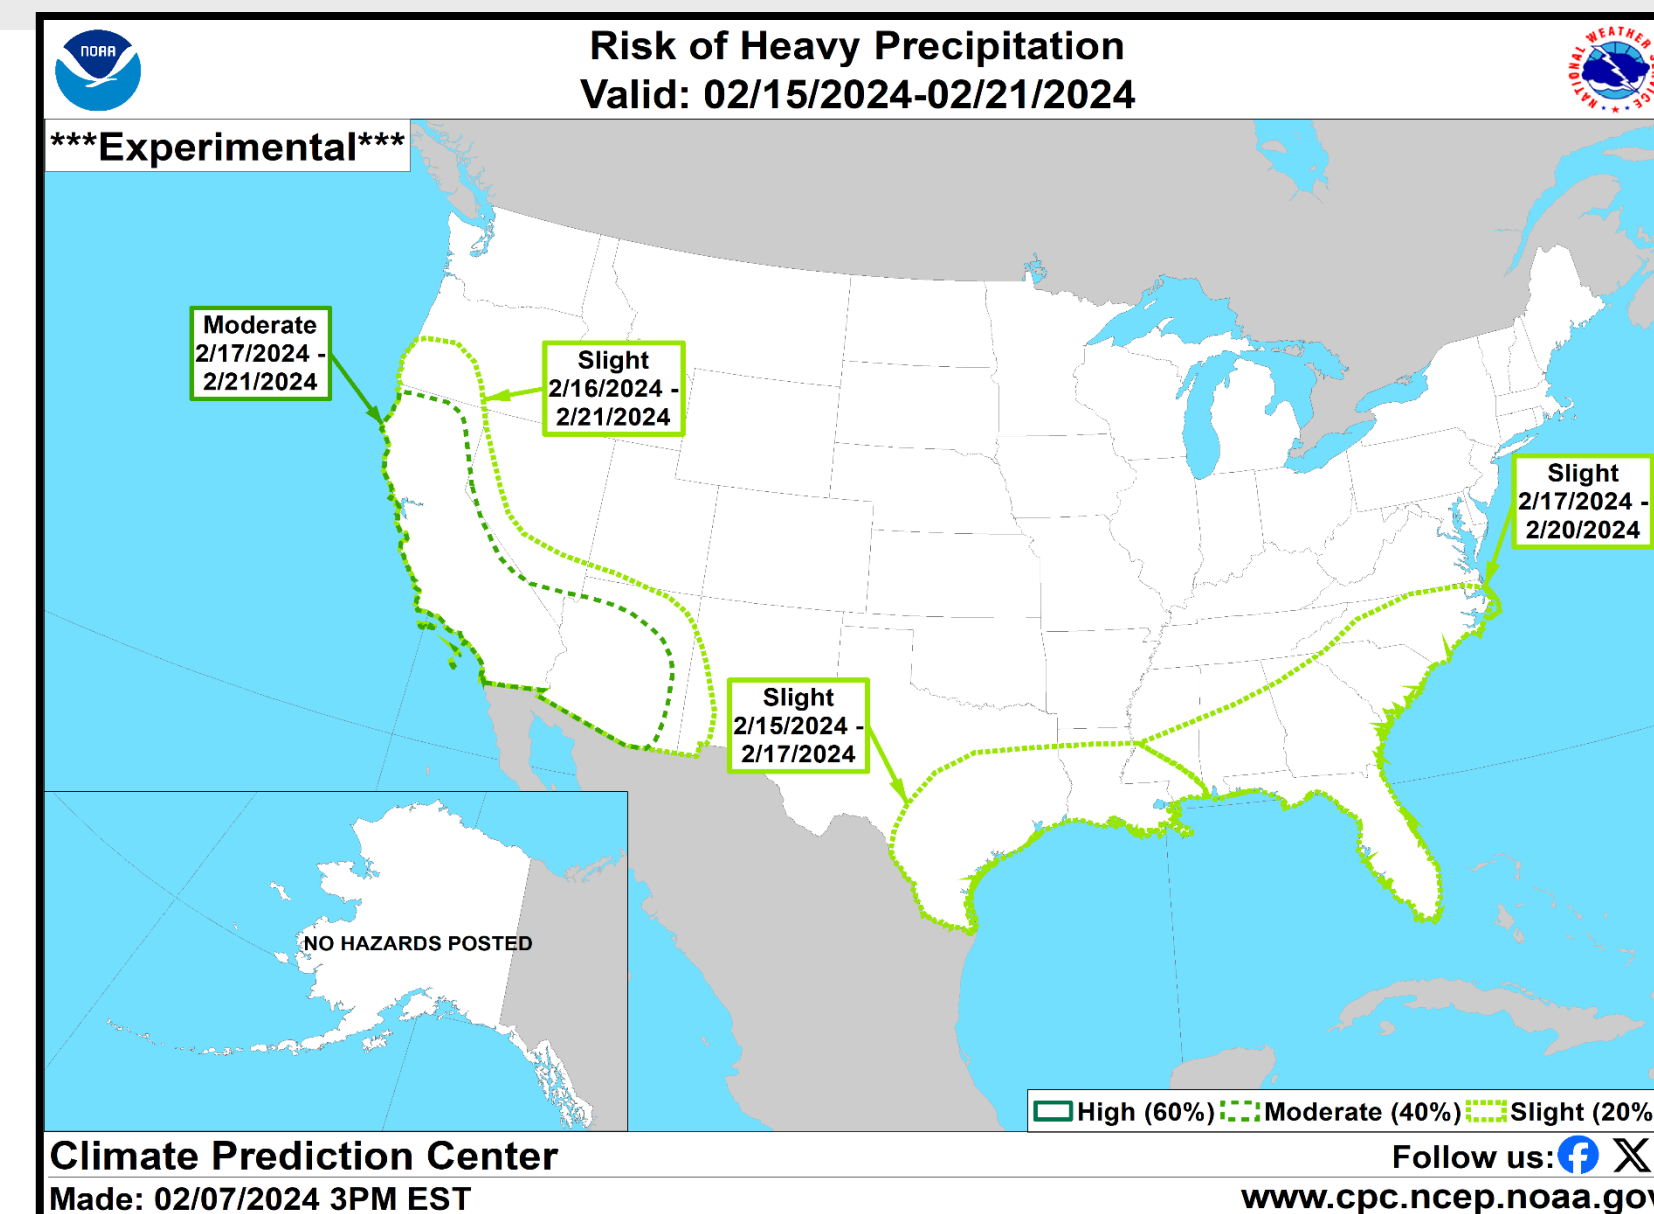 NOAA
Risk of Heavy Precipitation
Valid: 02/15/2024-02/21/2024
NATIONAL WEATHER
***Experimental***
Moderate
2/17/2024 -
2/21/2024
Slight
2/16/2024 -
2/21/2024
Slight
2/17/2024 -
2/20/2024
Slight
2/15/2024 -
2/17/2024
NO HAZARDS POSTED
High (60%) Moderate (40%) Slight (20%
Climate Prediction Center
Follow us:
Made: 02/07/2024 3PM EST
www.cpc.ncep.noaa.gov